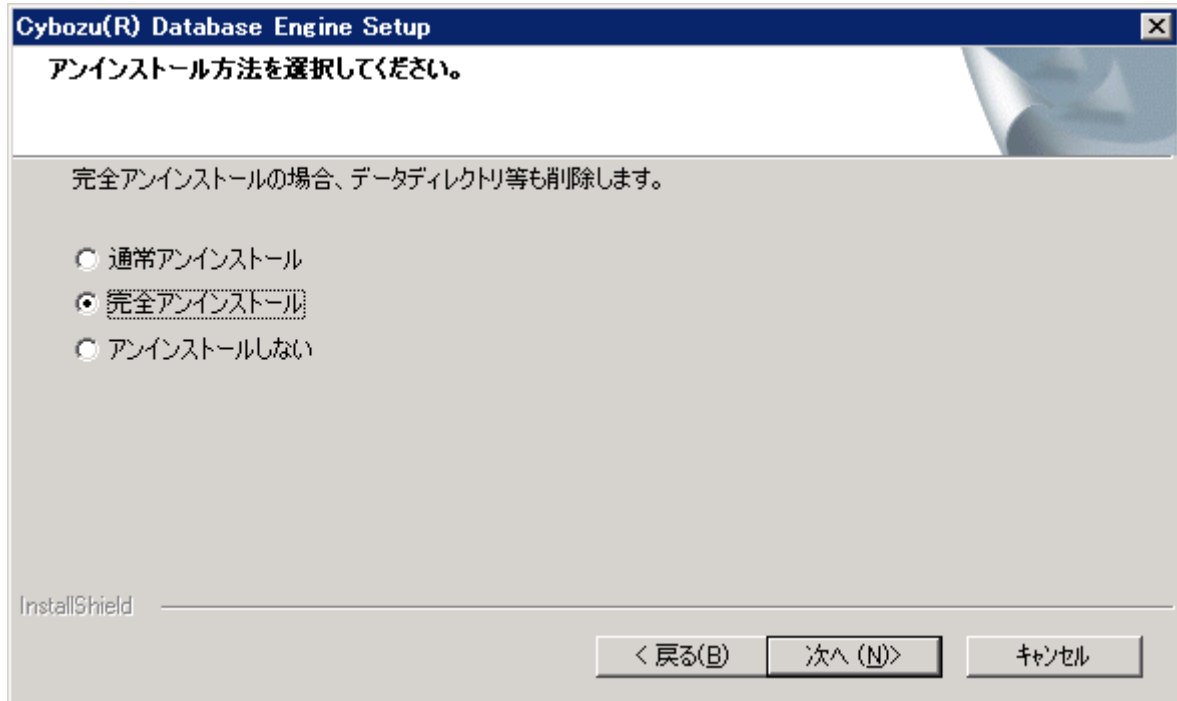 Cybozu(R) Database Engine Setup
アンインストール方法を選択してください。
完全アンインストールの場合、データディレクトリ等も削除します。
通常アンインストール
完全アンインストール
アンインストールしない
InstallShield
< 戻る(B)
次へ (N)>
キャンセル